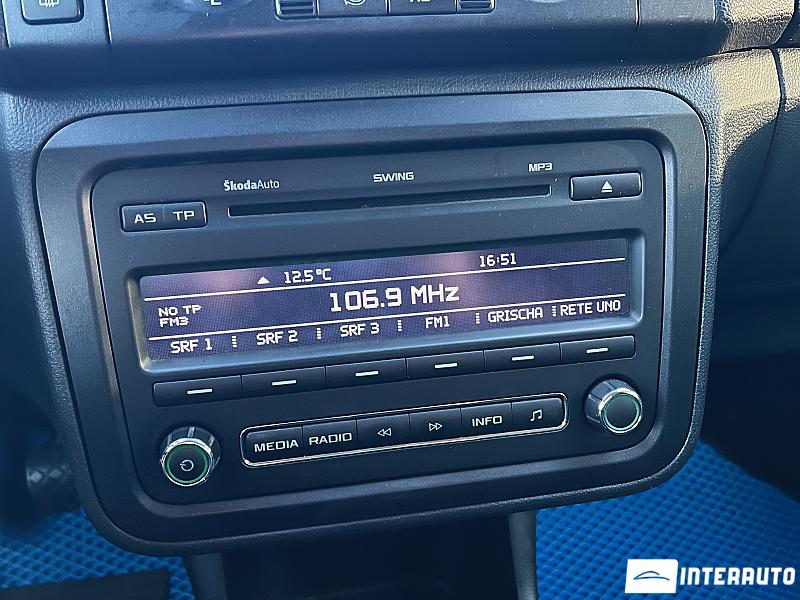 ŠkodaAuto SWING MP3
AS TP
12.5°C 16:51
106.9 MHz
NO TP
FM3
SRF 1 SRF 2 SRF 3 FM1 GRISCHA RETE UNO
MEDIA RADIO INFO
INTERAUTO